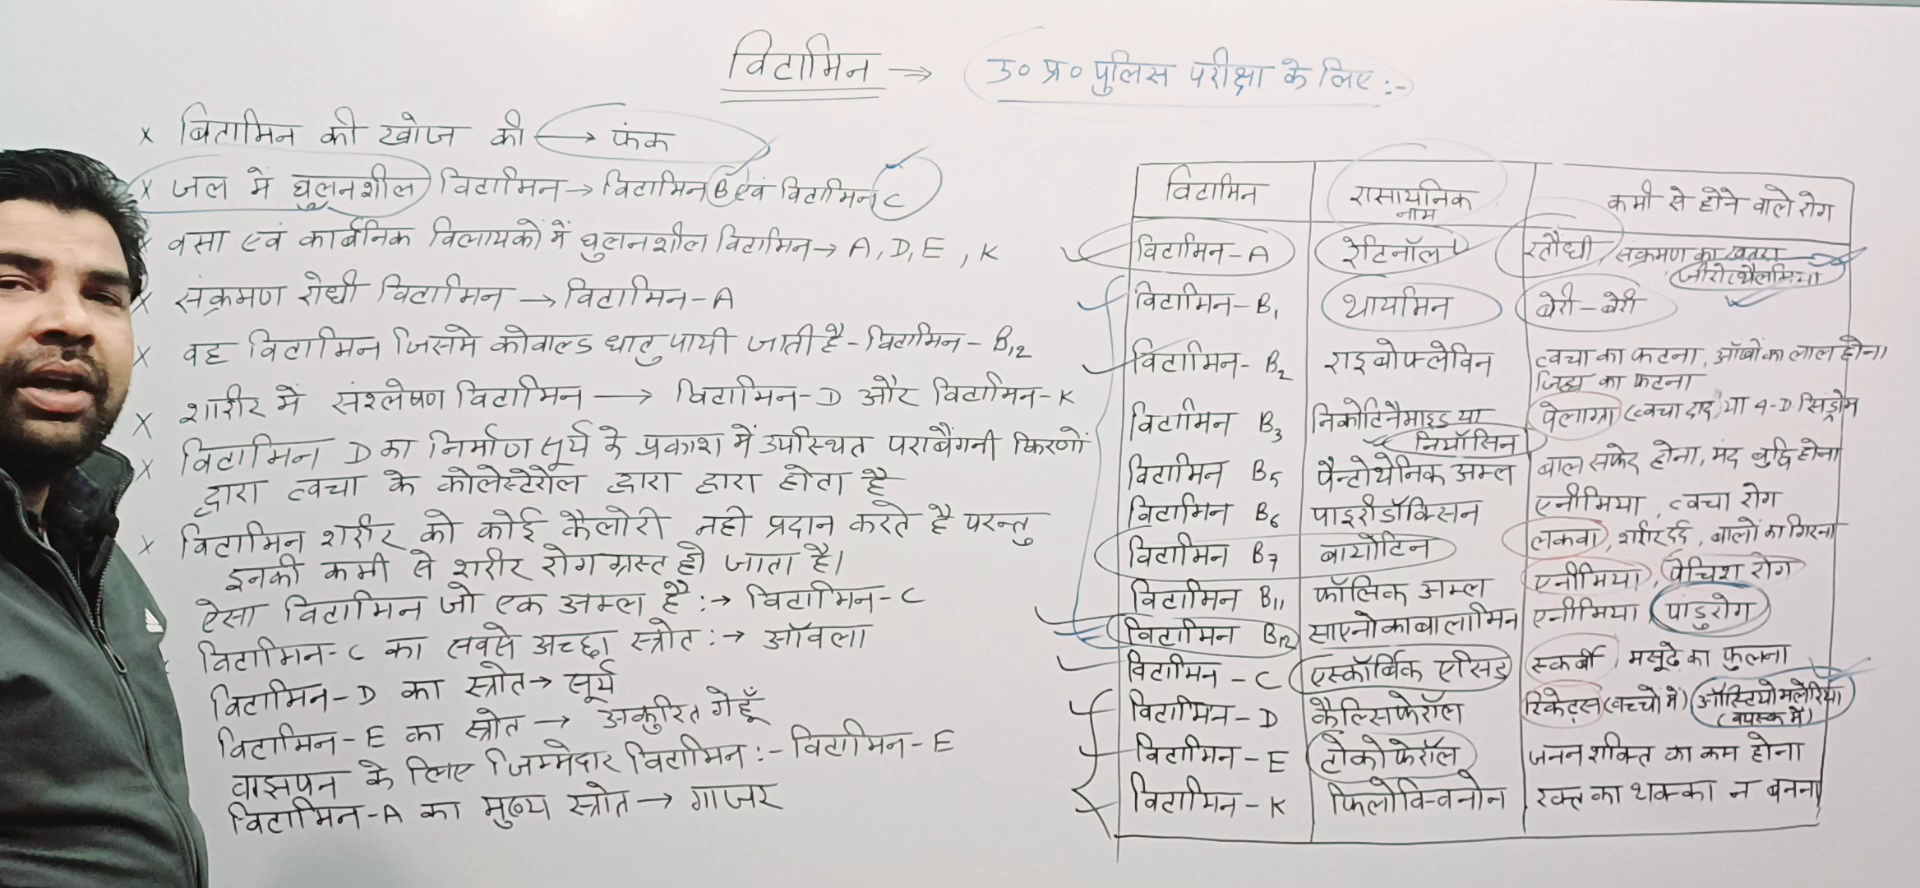 विटामिन → उ० प्र० पुलिस परीक्षा के लिए :-
x विटामिन की खोज की → फंक
x जल में घुलनशील विटामिन → विटामिन B एवं विटामिन C
x वसा एवं कार्बनिक विलायकों में घुलनशील विटामिन → A, D, E, K
x संक्रमण रोधी विटामिन → विटामिन-A
x वह विटामिन जिसमे कोवाल्ड धातु पायी जाती है - विटामिन - B12
x शरीर में संश्लेषण विटामिन → विटामिन-D और विटामिन-K
x विटामिन D का निर्माण सूर्य के प्रकाश में उपस्थित पराबैंगनी किरणों
द्वारा त्वचा के कोलेस्टेरोल द्वारा द्वारा होता है
x विटामिन शरीर को कोई कैलोरी नही प्रदान करते है परन्तु
इनकी कमी से शरीर रोग ग्रस्त हो जाता है।
ऐसा विटामिन जो एक अम्ल है :→ विटामिन-C
विटामिन-C का सबसे अच्छा स्त्रोत :→ ऑवला
विटामिन-D का स्त्रोत → सूर्य
विटामिन-E का स्त्रोत → अंकुरित गेहूँ
वाझपन के लिए जिम्मेदार विटामिन :- विटामिन-E
विटामिन-A का मुख्य स्त्रोत → गाजर
विटामिन रासायनिक नाम कमी से होने वाले रोग
विटामिन-A रेटिनॉल रतौंधी, संक्रमण का खतरा
जीरोप्थैलमिया
विटामिन-B1 थायमिन बेरी-बेरी
विटामिन-B2 राइबोफ्लेविन त्वचा का फटना, आँखों का लाल होना
जिह्वा का फटना
विटामिन B3 निकोटिनैमाइड या पेलाग्रा (त्वचा दाद) या 4-D सिंड्रोम
नियॉसिन
विटामिन B5 पैन्टोथेनिक अम्ल बाल सफेद होना, मंद बुद्धि होना
विटामिन B6 पाइरीडॉक्सिन एनीमिया, त्वचा रोग
विटामिन B7 बायोटिन लकवा, शरीर दर्द, बालों का गिरना
विटामिन B11 फॉलिक अम्ल एनीमिया, पेचिश रोग
विटामिन B12 साएनोकाबालामिन एनीमिया, पांडुरोग
विटामिन - C एस्कॉर्बिक एसिड स्कर्बी, मसूढे का फुलना
विटामिन-D कैल्सिफेरॉल रिकेट्स (बच्चो में) ऑस्टियोमलेरिया
(वयस्क में)
विटामिन-E टोकोफेरॉल जनन शक्ति का कम होना
विटामिन-K फिलोक्विनोन रक्त का थक्का न बनना